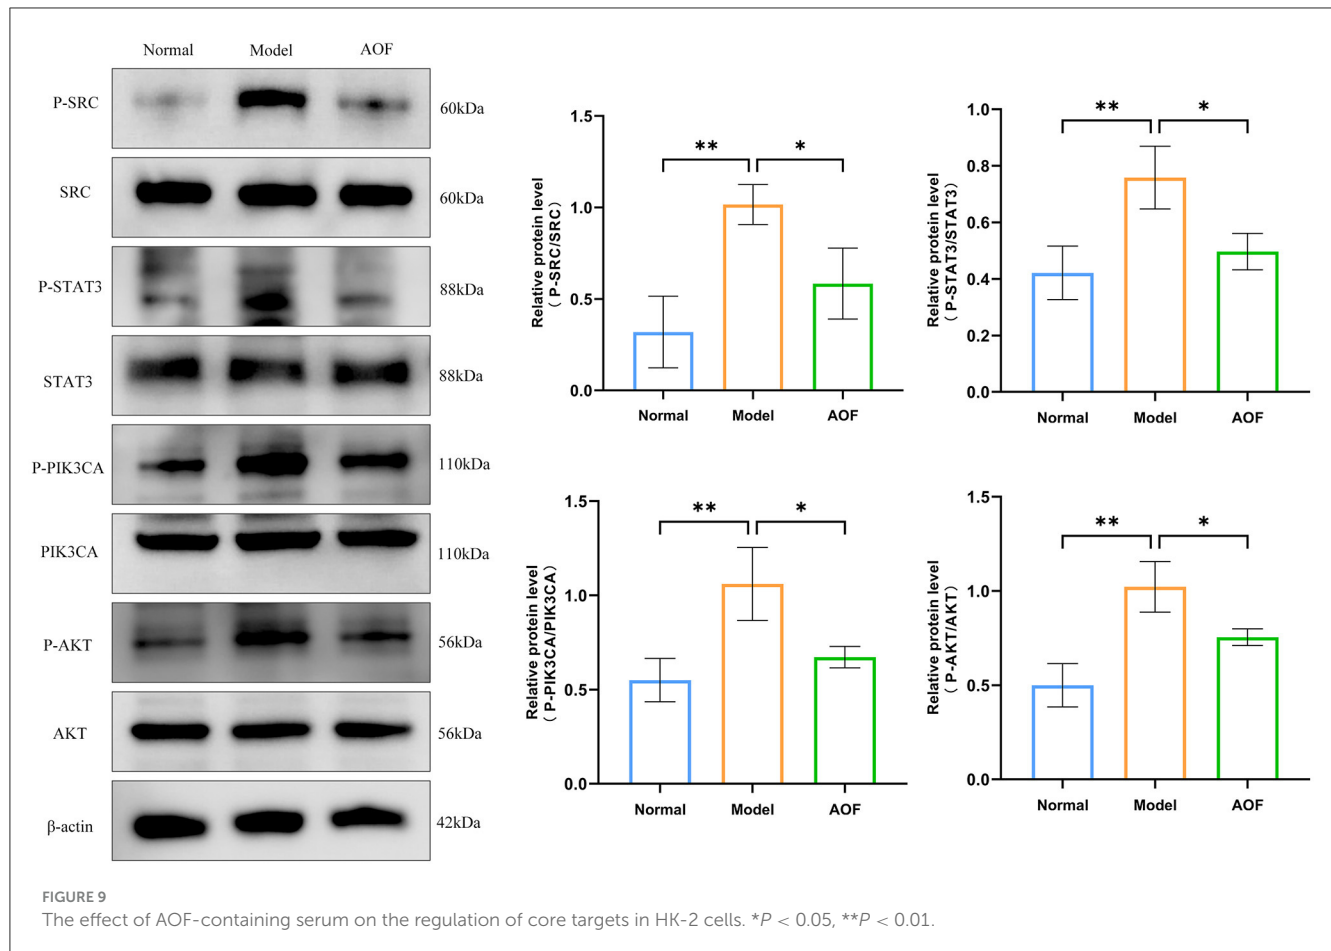 Normal Model AOF
P-SRC 60kDa
SRC 60kDa
P-STAT3 88kDa
STAT3 88kDa
P-PIK3CA 110kDa
PIK3CA 110kDa
P-AKT 56kDa
AKT 56kDa
β-actin 42kDa
Relative protein level
( P-SRC/SRC)
1.5
1.0
0.5
0.0
** *
Normal Model AOF
Relative protein level
( P-STAT3/STAT3)
1.0
0.8
0.6
0.4
0.2
0.0
** *
Normal Model AOF
Relative protein level
( P-PIK3CA/PIK3CA)
1.5
1.0
0.5
0.0
** *
Normal Model AOF
Relative protein level
( P-AKT/AKT)
1.5
1.0
0.5
0.0
** *
Normal Model AOF
FIGURE 9
The effect of AOF-containing serum on the regulation of core targets in HK-2 cells. *P < 0.05, **P < 0.01.